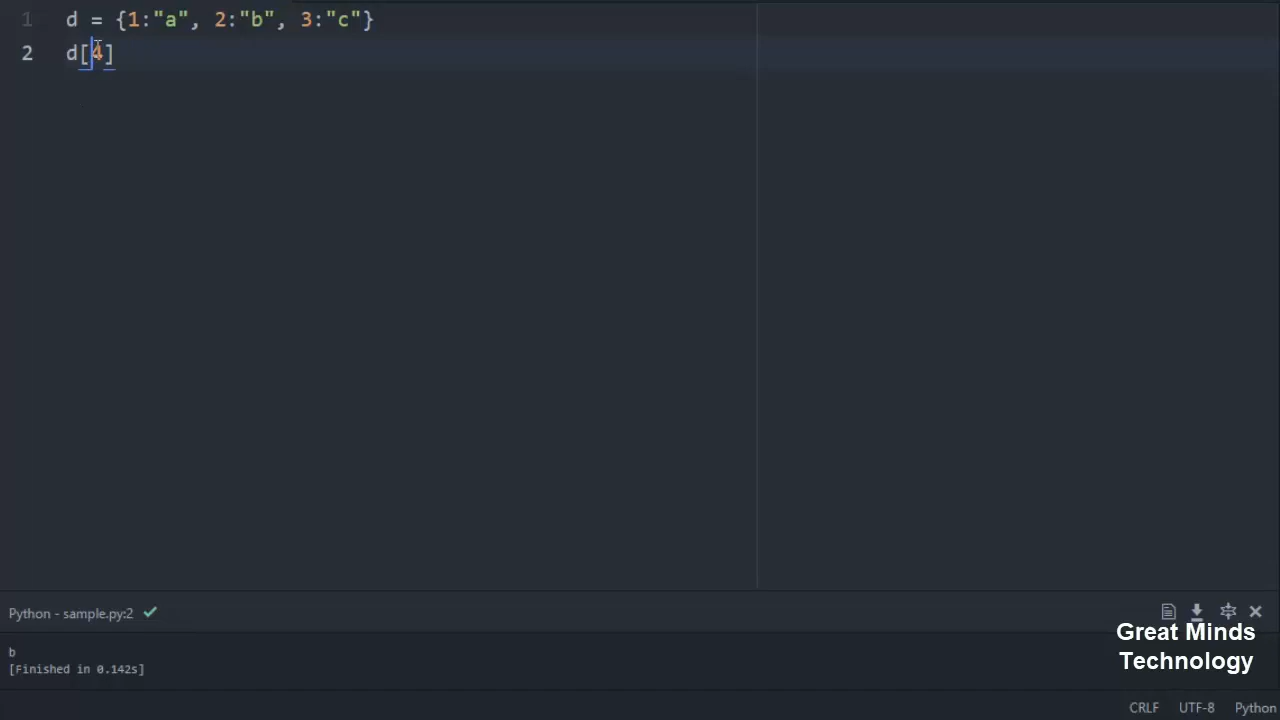 1 d = {1:"a", 2:"b", 3:"c"}
2 d[4]
Python - sample.py:2
b
[Finished in 0.142s]
Great Minds
Technology
CRLF UTF-8 Python